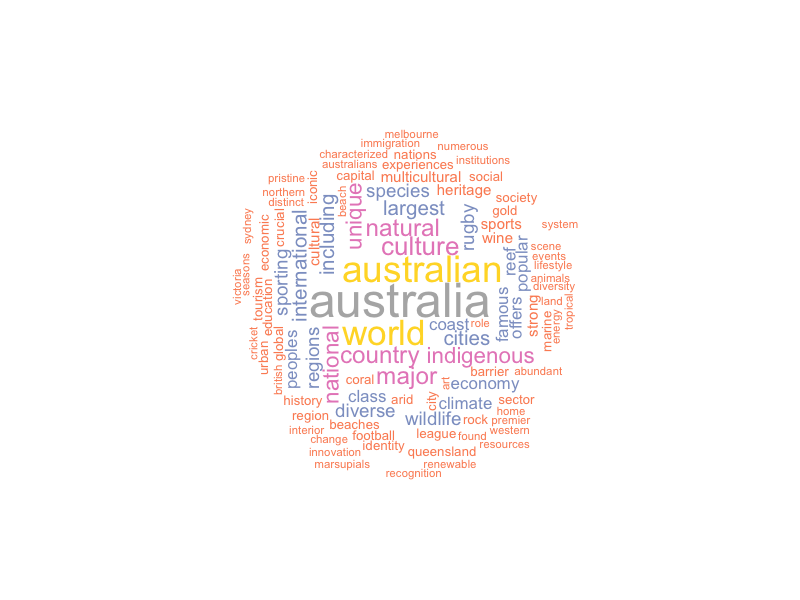 melbourne
immigration
numerous
characterized
nations
institutions
australians
experiences
pristine
capital
multicultural
social
northern
iconic
species
heritage
distinct
beach
unique
largest
society
gold
sydney
crucial
cultural
including
natural
rugby
sports
system
economic
international
culture
wine
scene
seasons
sporting
australian
reef
popular
events
lifestyle
victoria
tourism
education
australia
famous
offers
animals
diversity
strong
land
tropical
cricket
urban
global
british
peoples
regions
national
world
coast
role
cities
marine
energy
country
indigenous
coral
major
barrier
abundant
art
economy
history
class
arid
city
climate
sector
region
diverse
wildlife
home
interior
beaches
rock
premier
change
football
league
found
western
innovation
identity
queensland
resources
marsupials
renewable
recognition